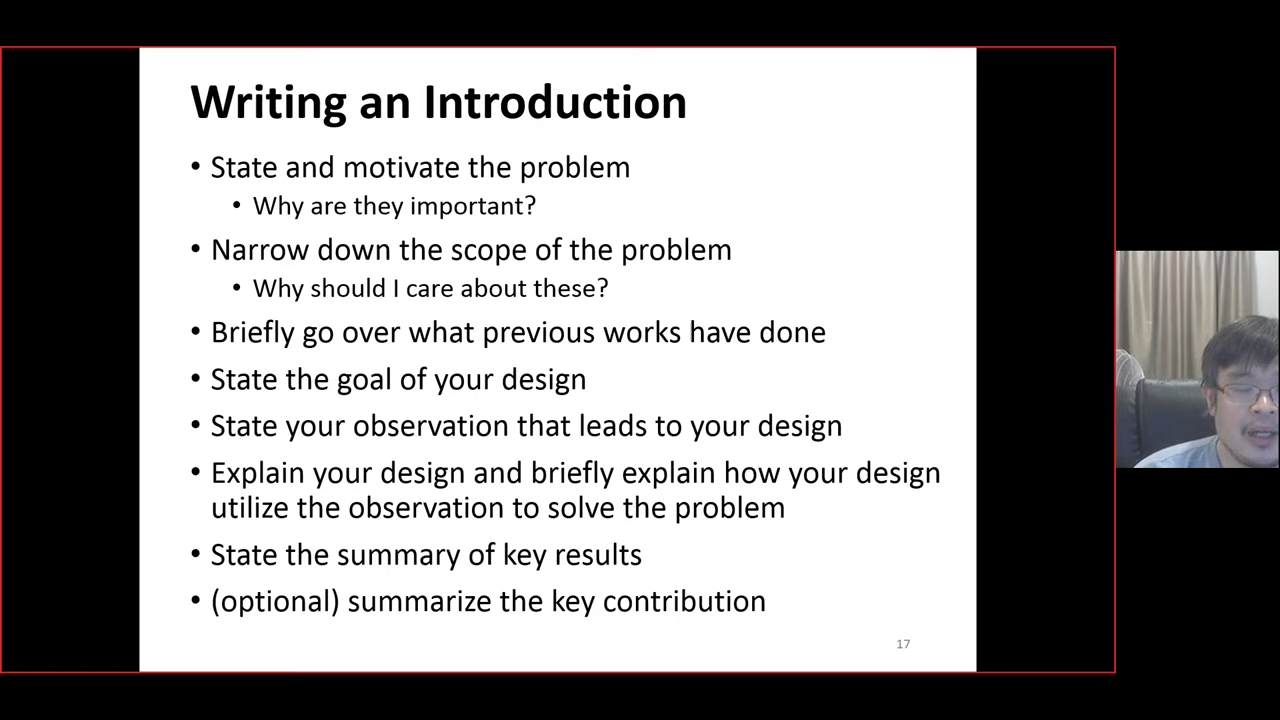 Writing an Introduction
• State and motivate the problem
• Why are they important?
• Narrow down the scope of the problem
• Why should I care about these?
• Briefly go over what previous works have done
• State the goal of your design
• State your observation that leads to your design
• Explain your design and briefly explain how your design
utilize the observation to solve the problem
• State the summary of key results
• (optional) summarize the key contribution
17